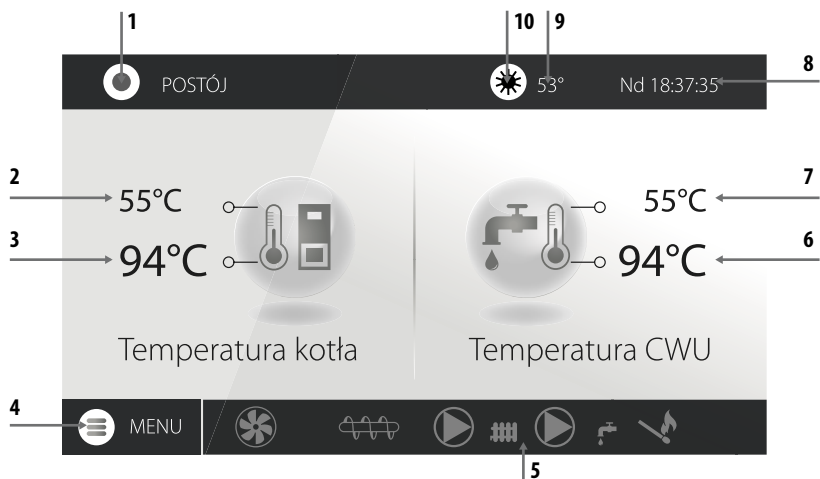 1 10 9
8
POSTÓJ 53° Nd 18:37:35
2 55°C 55°C 7
3 94°C 94°C 6
Temperatura kotła Temperatura CWU
4 MENU
5